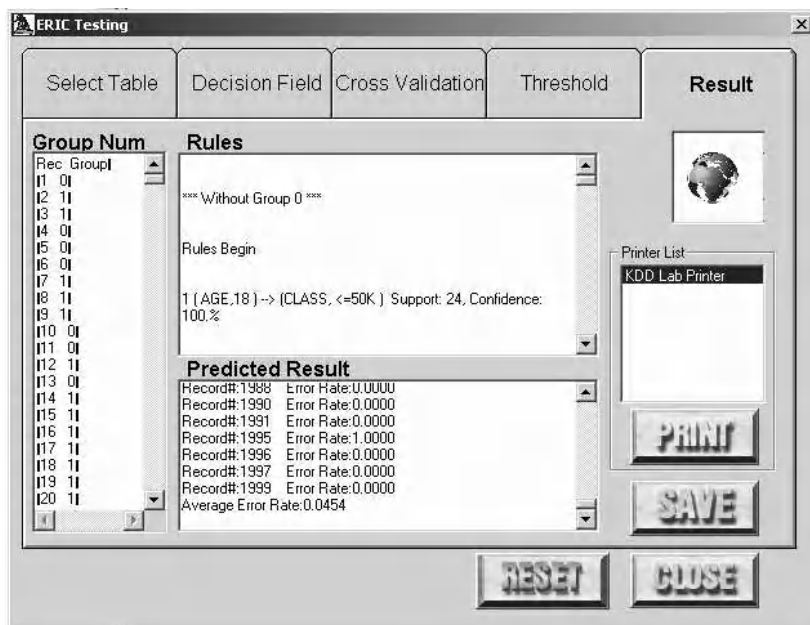 ERIC Testing
Select Table
Decision Field
Cross Validation
Threshold
Result
Group Num
Rec Group|
|1 0|
|2 1|
|3 1|
|4 0|
|5 0|
|6 0|
|7 1|
|8 1|
|9 1|
|10 0|
|11 0|
|12 1|
|13 0|
|14 1|
|15 1|
|16 1|
|17 1|
|18 1|
|19 1|
|20 1|
Rules
*** Without Group 0 ***
Rules Begin
1 ( AGE,18 ) --> (CLASS, <=50K ) Support: 24, Confidence:
100.%
Predicted Result
Record#:1988 Error Rate:0.0000
Record#:1990 Error Rate:0.0000
Record#:1991 Error Rate:0.0000
Record#:1995 Error Rate:1.0000
Record#:1996 Error Rate:0.0000
Record#:1997 Error Rate:0.0000
Record#:1999 Error Rate:0.0000
Average Error Rate:0.0454
Printer List
KDD Lab Printer
PRINT
SAVE
RESET
CLOSE